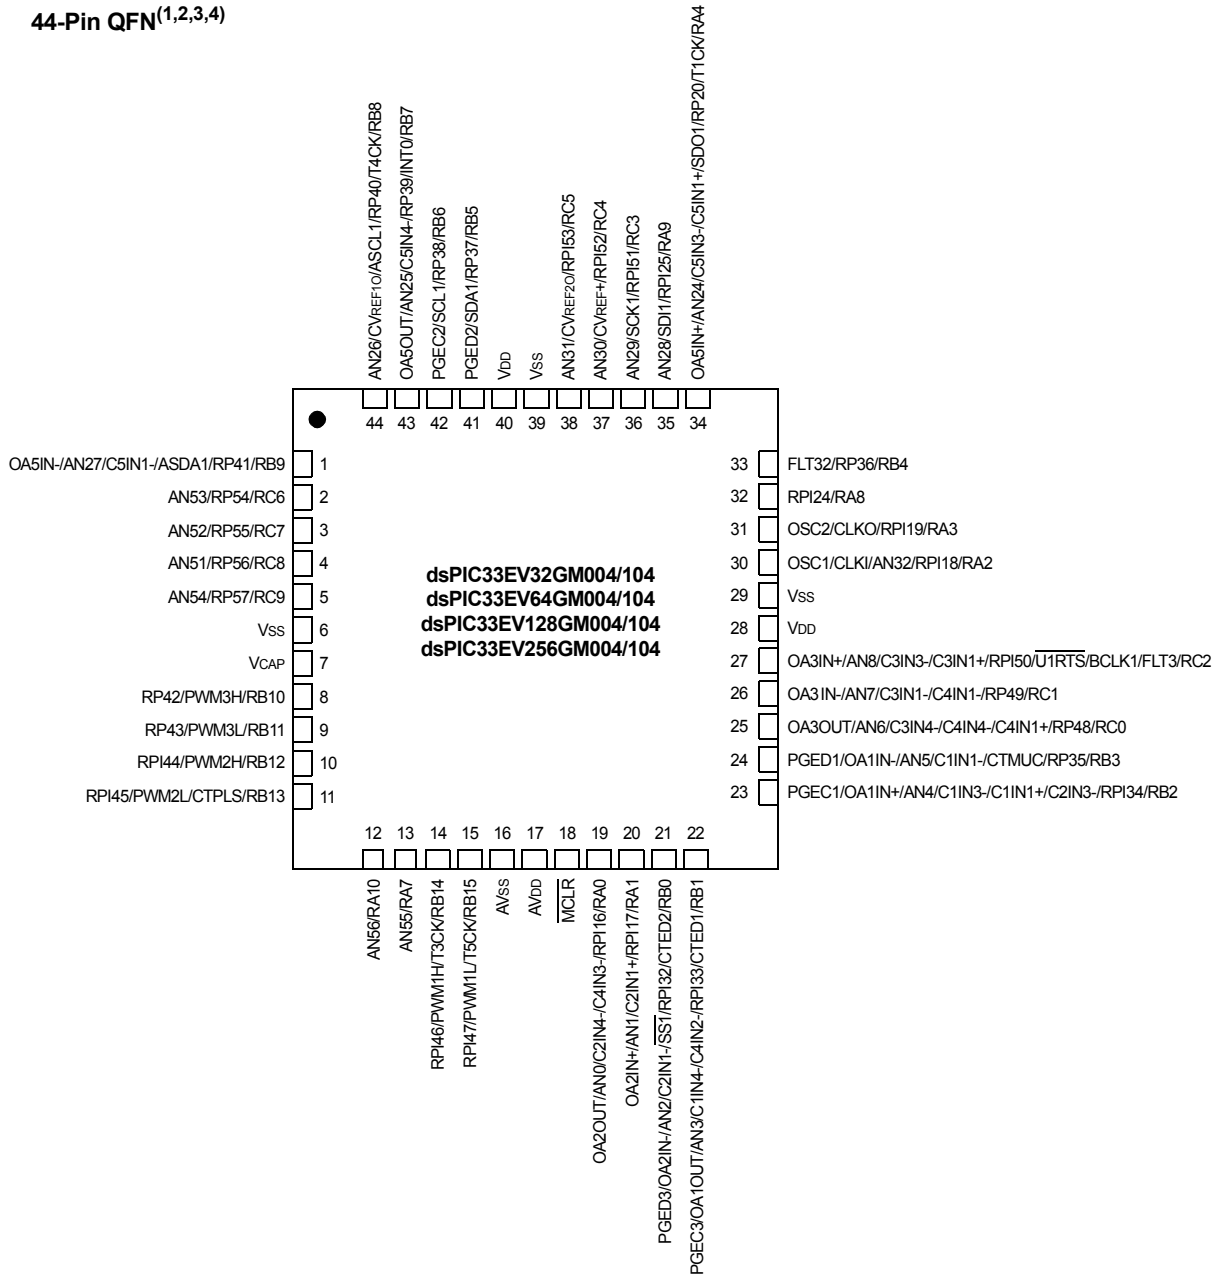 44-Pin QFN(1,2,3,4)
AN26/CVREF1O/ASCL1/RP40/T4CK/RB8
OA5OUT/AN25/C5IN4-/RP39/INT0/RB7
PGEC2/SCL1/RP38/RB6
PGED2/SDA1/RP37/RB5
VDD
VSS
AN31/CVREF2O/RPI53/RC5
AN30/CVREF+/RPI52/RC4
AN29/SCK1/RPI51/RC3
AN28/SDI1/RPI25/RA9
OA5IN+/AN24/C5IN3-/C5IN1+/SDO1/RP20/T1CK/RA4
44 43 42 41 40 39 38 37 36 35 34
OA5IN-/AN27/C5IN1-/ASDA1/RP41/RB9 1
AN53/RP54/RC6 2
AN52/RP55/RC7 3
AN51/RP56/RC8 4
AN54/RP57/RC9 5
VSS 6
VCAP 7
RP42/PWM3H/RB10 8
RP43/PWM3L/RB11 9
RPI44/PWM2H/RB12 10
RPI45/PWM2L/CTPLS/RB13 11
dsPIC33EV32GM004/104
dsPIC33EV64GM004/104
dsPIC33EV128GM004/104
dsPIC33EV256GM004/104
33 FLT32/RP36/RB4
32 RPI24/RA8
31 OSC2/CLKO/RPI19/RA3
30 OSC1/CLKI/AN32/RPI18/RA2
29 VSS
28 VDD
27 OA3IN+/AN8/C3IN3-/C3IN1+/RPI50/U1RTS/BCLK1/FLT3/RC2
26 OA3IN-/AN7/C3IN1-/C4IN1-/RP49/RC1
25 OA3OUT/AN6/C3IN4-/C4IN4-/C4IN1+/RP48/RC0
24 PGED1/OA1IN-/AN5/C1IN1-/CTMUC/RP35/RB3
23 PGEC1/OA1IN+/AN4/C1IN3-/C1IN1+/C2IN3-/RPI34/RB2
12 13 14 15 16 17 18 19 20 21 22
AN56/RA10
AN55/RA7
RPI46/PWM1H/T3CK/RB14
RPI47/PWM1L/T5CK/RB15
AVSS
AVDD
MCLR
OA2OUT/AN0/C2IN4-/C4IN3-/RPI16/RA0
OA2IN+/AN1/C2IN1+/RPI17/RA1
PGED3/OA2IN-/AN2/C2IN1-/SS1/RPI32/CTED2/RB0
PGEC3/OA1OUT/AN3/C1IN4-/C4IN2-/RPI33/CTED1/RB1